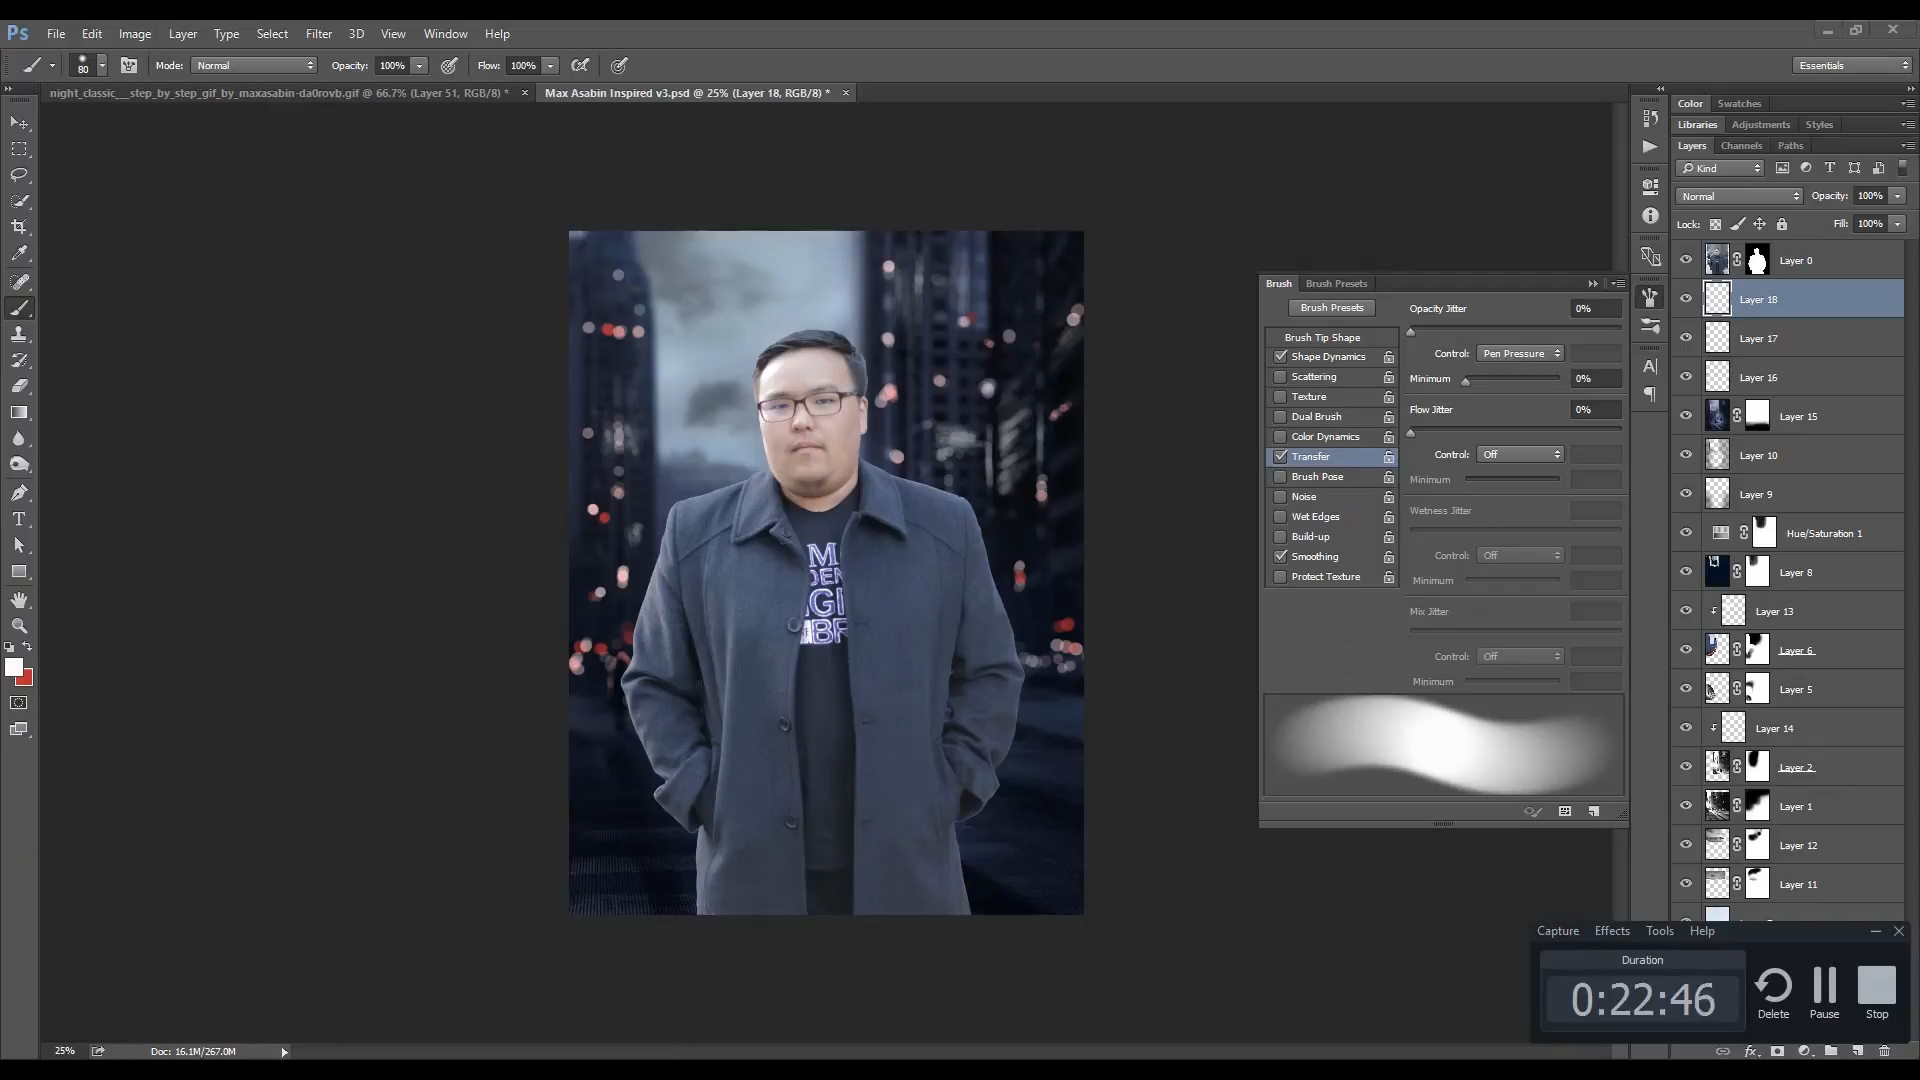 Ps File Edit Image Layer Type Select Filter 3D View Window Help
80 Mode: Normal Opacity: 100% Flow: 100% Essentials
night_classic___step_by_step_gif_by_maxasabin-da0rovb.gif @ 66.7% (Layer 51, RGB/8) * × Max Asabin Inspired v3.psd @ 25% (Layer 18, RGB/8) * ×
Color Swatches
Libraries Adjustments Styles
Layers Channels Paths
Kind
Normal Opacity: 100%
Lock: Fill: 100%
Layer 0
Layer 18
Layer 17
Layer 16
Layer 15
Layer 10
Layer 9
Hue/Saturation 1
Layer 8
Layer 13
Layer 6
Layer 5
Layer 14
Layer 2
Layer 1
Layer 12
Layer 11
Brush Brush Presets
Brush Presets
Brush Tip Shape
Shape Dynamics
Scattering
Texture
Dual Brush
Color Dynamics
Transfer
Brush Pose
Noise
Wet Edges
Build-up
Smoothing
Protect Texture
Opacity Jitter 0%
Control: Pen Pressure
Minimum 0%
Flow Jitter 0%
Control: Off
Minimum
Wetness Jitter
Control: Off
Minimum
Mix Jitter
Control: Off
Minimum
Capture Effects Tools Help
Duration
0:22:46
Delete Pause Stop
25% Doc: 16.1M/267.0M